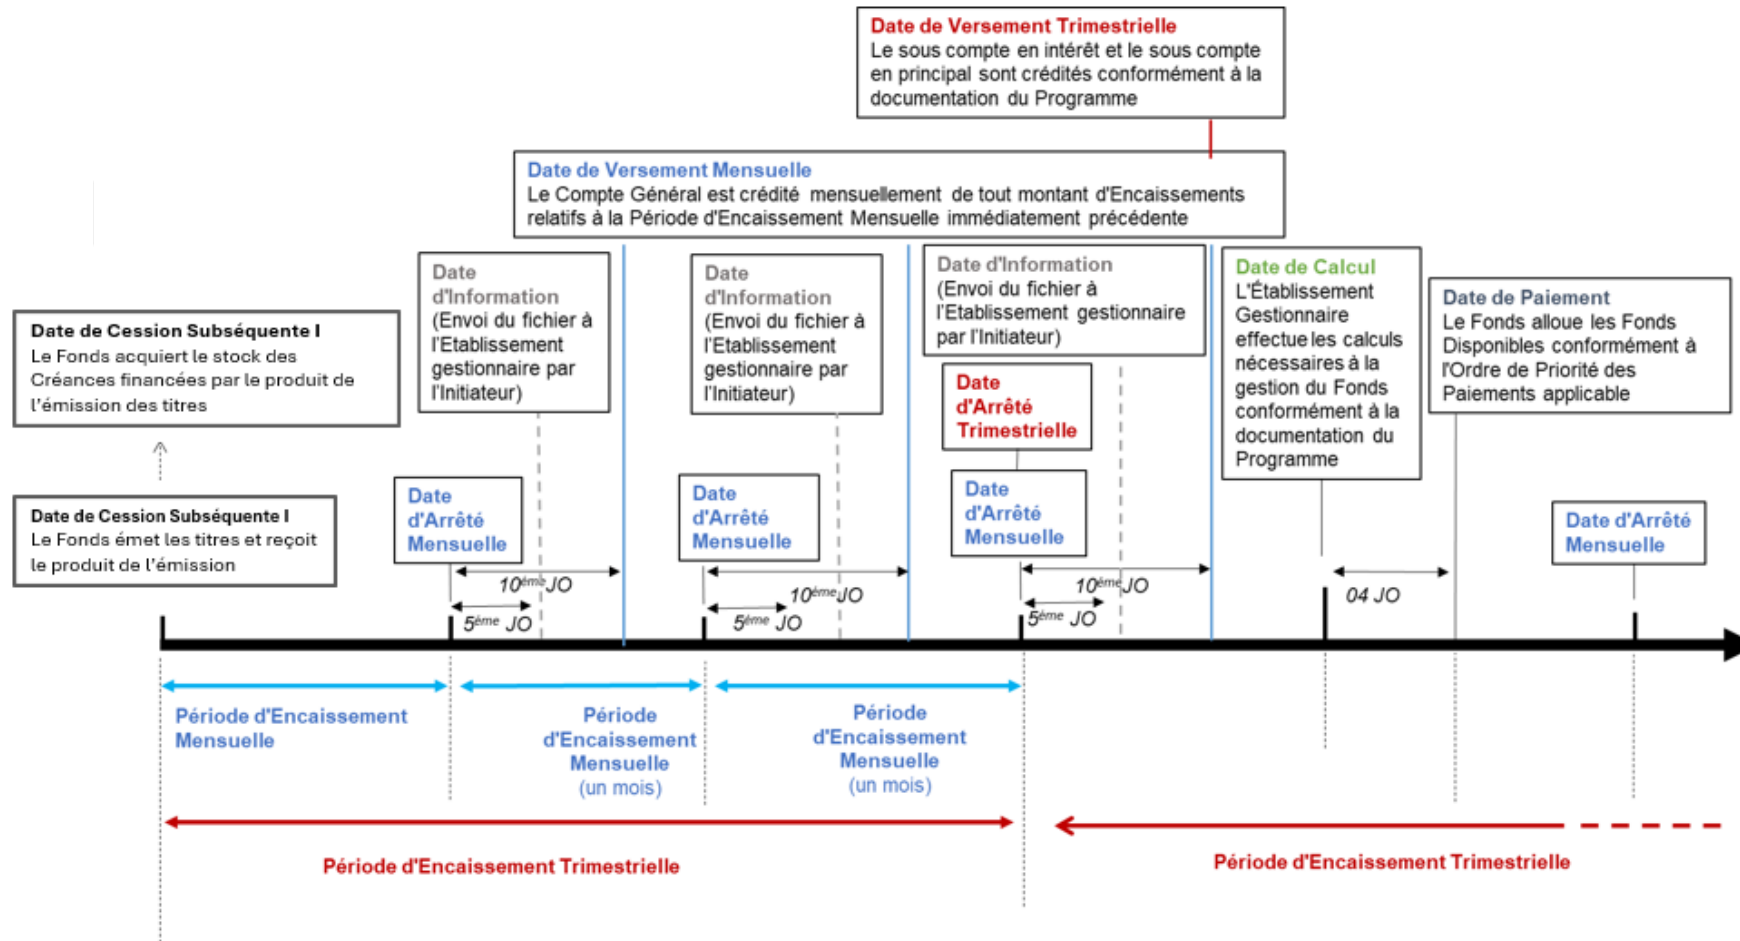 Date de Versement Trimestrielle
Le sous compte en intérêt et le sous compte
en principal sont crédités conformément à la
documentation du Programme
Date de Versement Mensuelle
Le Compte Général est crédité mensuellement de tout montant d'Encaissements
relatifs à la Période d'Encaissement Mensuelle immédiatement précédente
Date
d'Information
(Envoi du fichier à
l'Etablissement
gestionnaire par
l'Initiateur)
Date
d'Information
(Envoi du fichier à
l'Etablissement
gestionnaire par
l'Initiateur)
Date d'Information
(Envoi du fichier à
l'Etablissement gestionnaire
par l'Initiateur)
Date de Calcul
L'Établissement
Gestionnaire
effectue les calculs
nécessaires à la
gestion du Fonds
conformément à la
documentation du
Programme
Date de Paiement
Le Fonds alloue les Fonds
Disponibles conformément à
l'Ordre de Priorité des
Paiements applicable
Date de Cession Subséquente I
Le Fonds acquiert le stock des
Créances financées par le produit de
l'émission des titres
Date
d'Arrêté
Trimestrielle
Date de Cession Subséquente I
Le Fonds émet les titres et reçoit
le produit de l'émission
Date
d'Arrêté
Mensuelle
Date
d'Arrêté
Mensuelle
Date
d'Arrêté
Mensuelle
Date d'Arrêté
Mensuelle
10ème JO
5ème JO
10ème JO
5ème JO
10ème JO
5ème JO
04 JO
Période d'Encaissement
Mensuelle
Période
d'Encaissement
Mensuelle
(un mois)
Période
d'Encaissement
Mensuelle
(un mois)
Période d'Encaissement Trimestrielle
Période d'Encaissement Trimestrielle